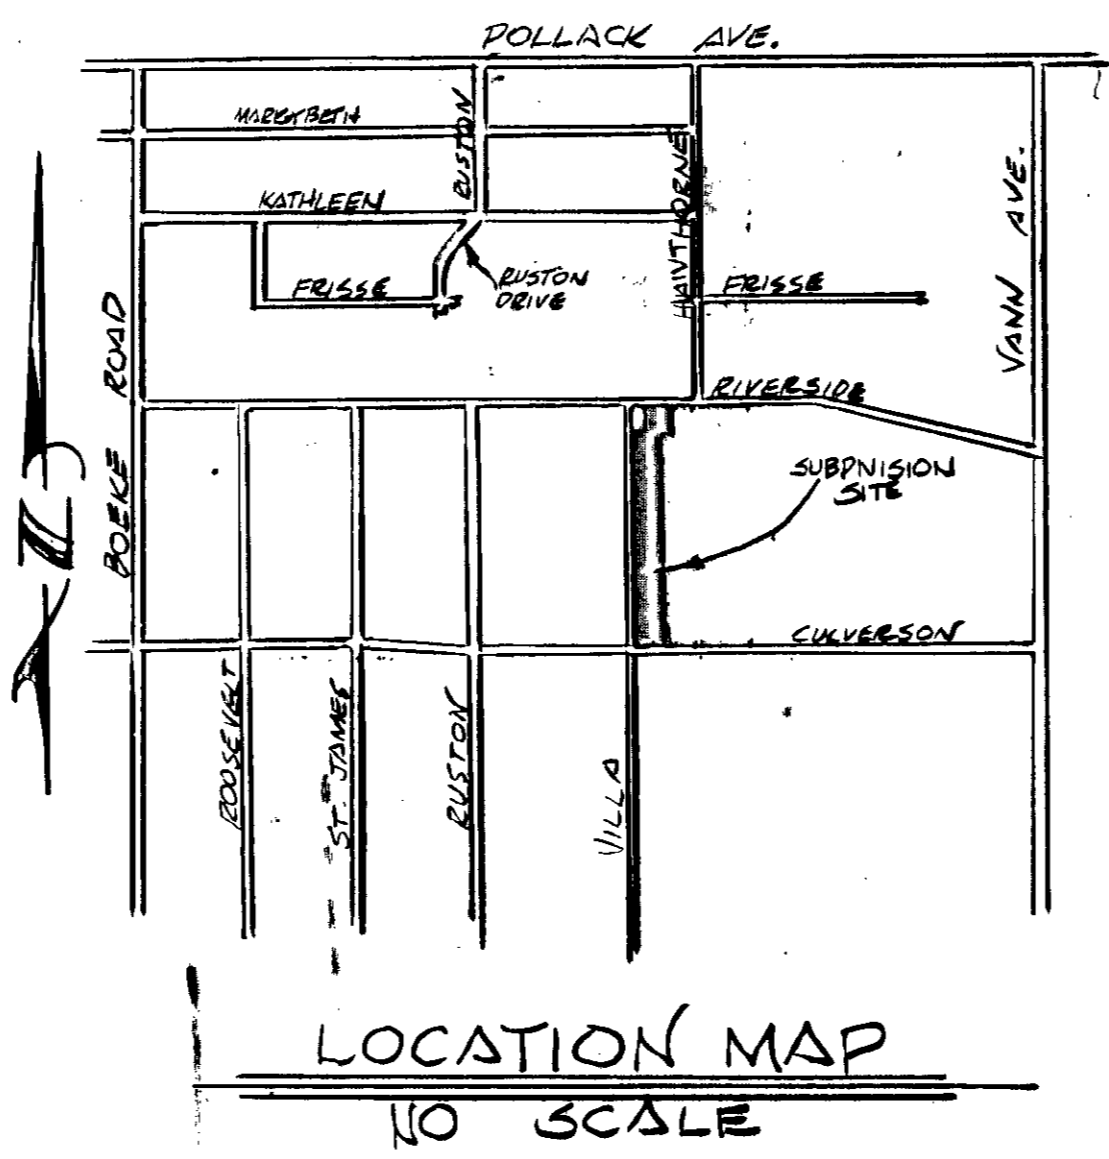 POLLACK AVE.
MARKYBETH
RUSTON
KATHLEEN
HAWTHORNE
VANN AVE.
FRISSE
RUSTON
DRIVE
FRISSE
BOEKE ROAD
RIVERSIDE
N
SUBDIVISION
SITE
CULVERSON
ROOSEVELT
ST. JAMES
RUSTON
VILLA
LOCATION MAP
NO SCALE